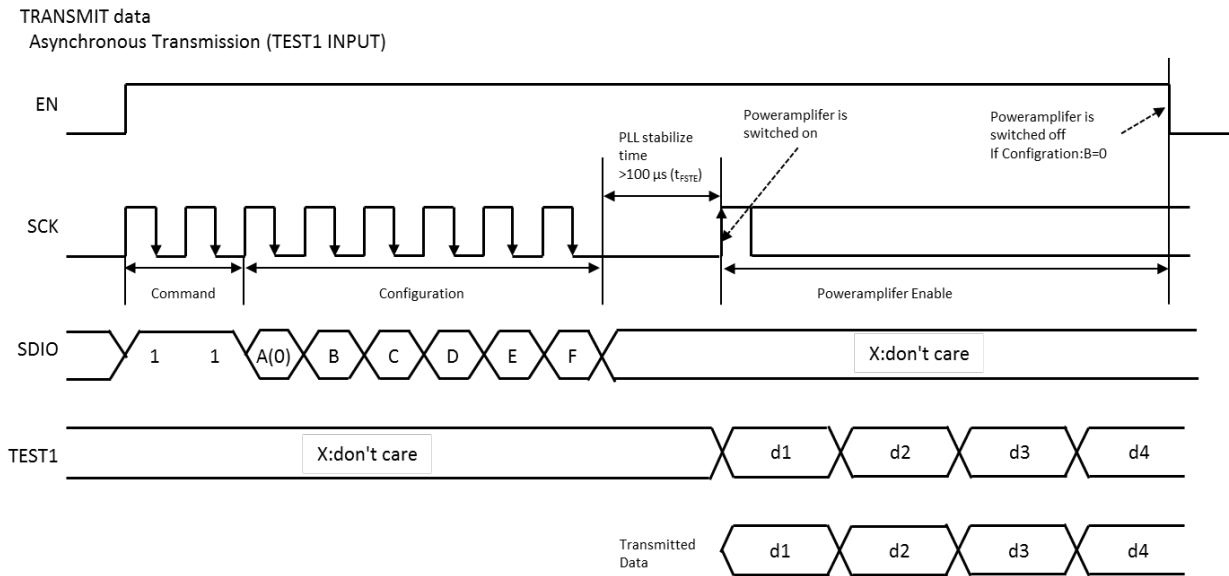 TRANSMIT data
Asynchronous Transmission (TEST1 INPUT)
EN
Poweramplifer is
switched on
Poweramplifer is
switched off
If Configration:B=0
PLL stabilize
time
>100 μs (tFSTE)
SCK
Command
Configuration
Poweramplifer Enable
SDIO
1 1 A(0) B C D E F X:don't care
TEST1
X:don't care d1 d2 d3 d4
Transmitted
Data
d1 d2 d3 d4